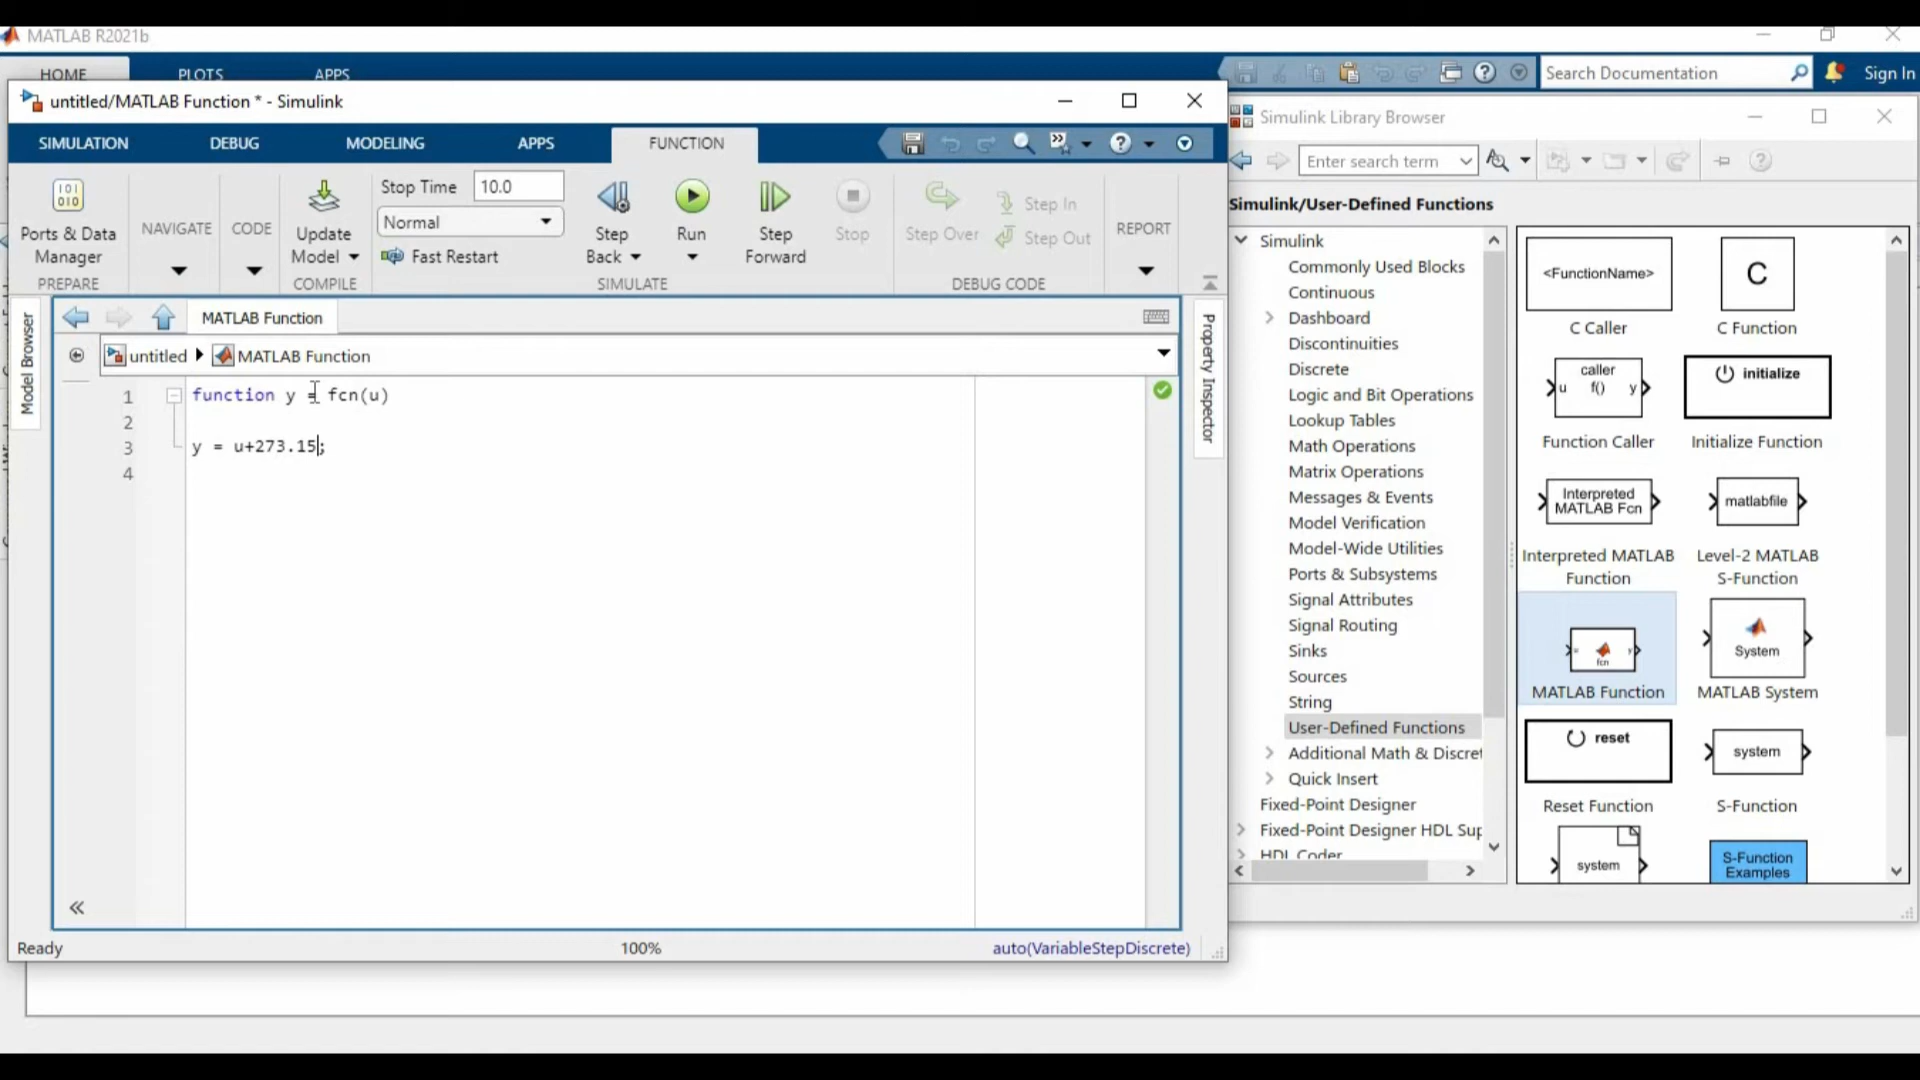 MATLAB R2021b
HOME
PLOTS
APPS
Search Documentation
Sign In
untitled/MATLAB Function * - Simulink
SIMULATION
DEBUG
MODELING
APPS
FUNCTION
Ports & Data
Manager
PREPARE
NAVIGATE
CODE
Update
Model
COMPILE
Stop Time
10.0
Normal
Fast Restart
Step
Back
Run
Step
Forward
SIMULATE
Stop
Step Over
Step In
Step Out
DEBUG CODE
REPORT
Model Browser
MATLAB Function
untitled
MATLAB Function
1
function y = fcn(u)
2
3
y = u+273.15;
4
Property Inspector
Ready
100%
auto(VariableStepDiscrete)
Simulink Library Browser
Enter search term
Simulink/User-Defined Functions
Simulink
Commonly Used Blocks
Continuous
Dashboard
Discontinuities
Discrete
Logic and Bit Operations
Lookup Tables
Math Operations
Matrix Operations
Messages & Events
Model Verification
Model-Wide Utilities
Ports & Subsystems
Signal Attributes
Signal Routing
Sinks
Sources
String
User-Defined Functions
Additional Math & Discret
Quick Insert
Fixed-Point Designer
Fixed-Point Designer HDL Sup
HDL Coder
<FunctionName>
C Caller
C
C Function
caller
u f() y
Function Caller
initialize
Initialize Function
Interpreted
MATLAB Fcn
Interpreted MATLAB
Function
matlabfile
Level-2 MATLAB
S-Function
u
y
fcn
MATLAB Function
System
MATLAB System
reset
Reset Function
system
S-Function
system
S-Function
Examples